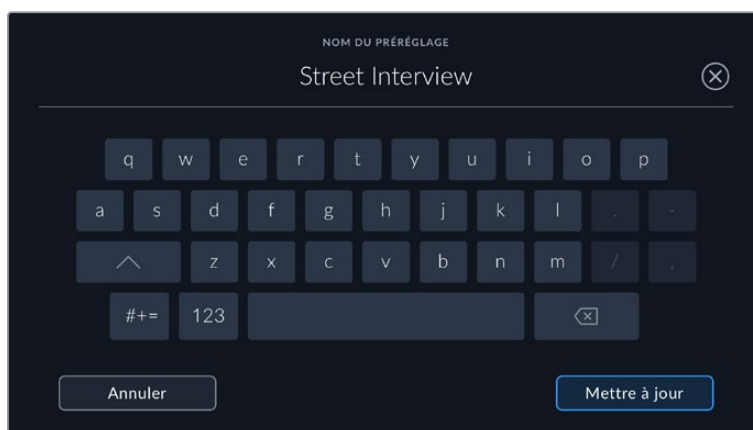 NOM DU PRÉRÉGLAGE
Street Interview
q w e r t y u i o p
a s d f g h j k l . -
z x c v b n m / ,
#+= 123
Annuler Mettre à jour